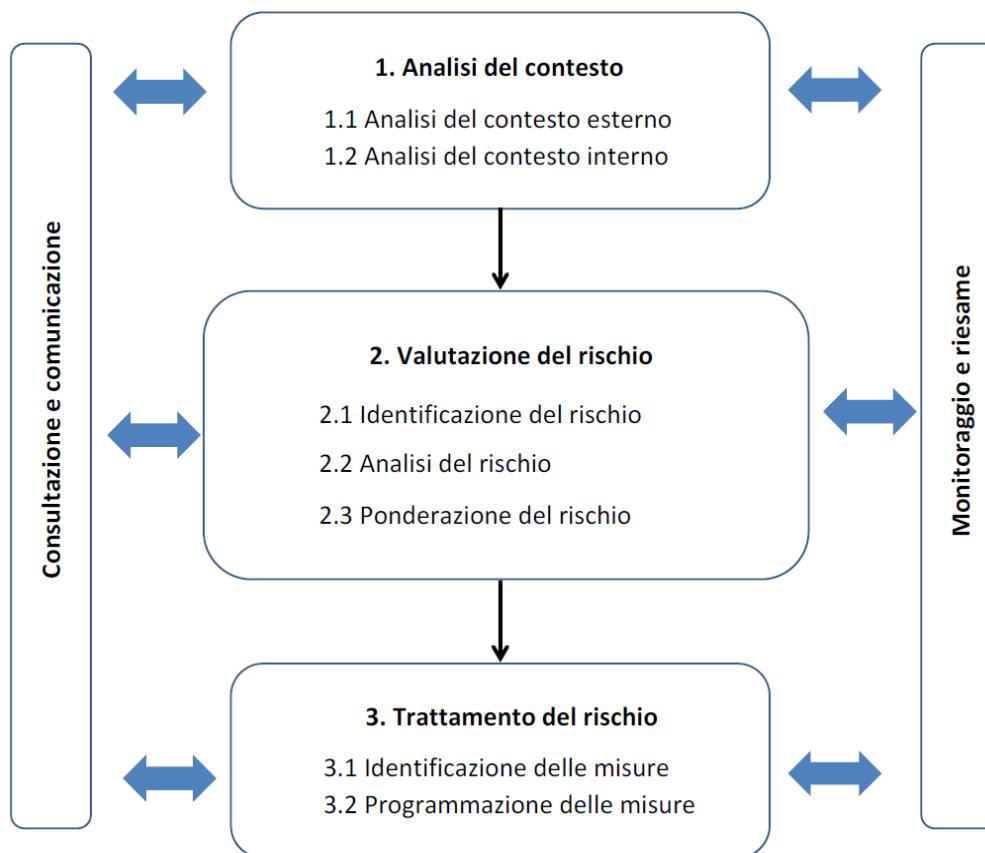 Consultazione e comunicazione
1. Analisi del contesto
1.1 Analisi del contesto esterno
1.2 Analisi del contesto interno
2. Valutazione del rischio
2.1 Identificazione del rischio
2.2 Analisi del rischio
2.3 Ponderazione del rischio
3. Trattamento del rischio
3.1 Identificazione delle misure
3.2 Programmazione delle misure
Monitoraggio e riesame